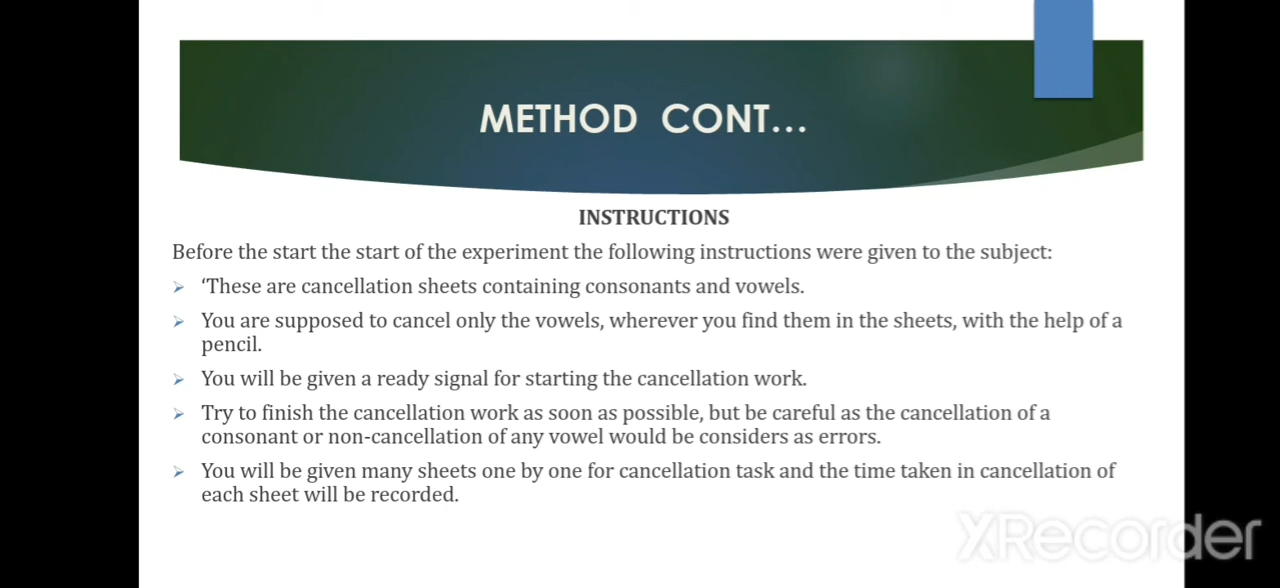 METHOD CONT...
INSTRUCTIONS
Before the start the start of the experiment the following instructions were given to the subject:
‘These are cancellation sheets containing consonants and vowels.
You are supposed to cancel only the vowels, wherever you find them in the sheets, with the help of a
pencil.
You will be given a ready signal for starting the cancellation work.
Try to finish the cancellation work as soon as possible, but be careful as the cancellation of a
consonant or non-cancellation of any vowel would be considers as errors.
You will be given many sheets one by one for cancellation task and the time taken in cancellation of
each sheet will be recorded.
XRecorder